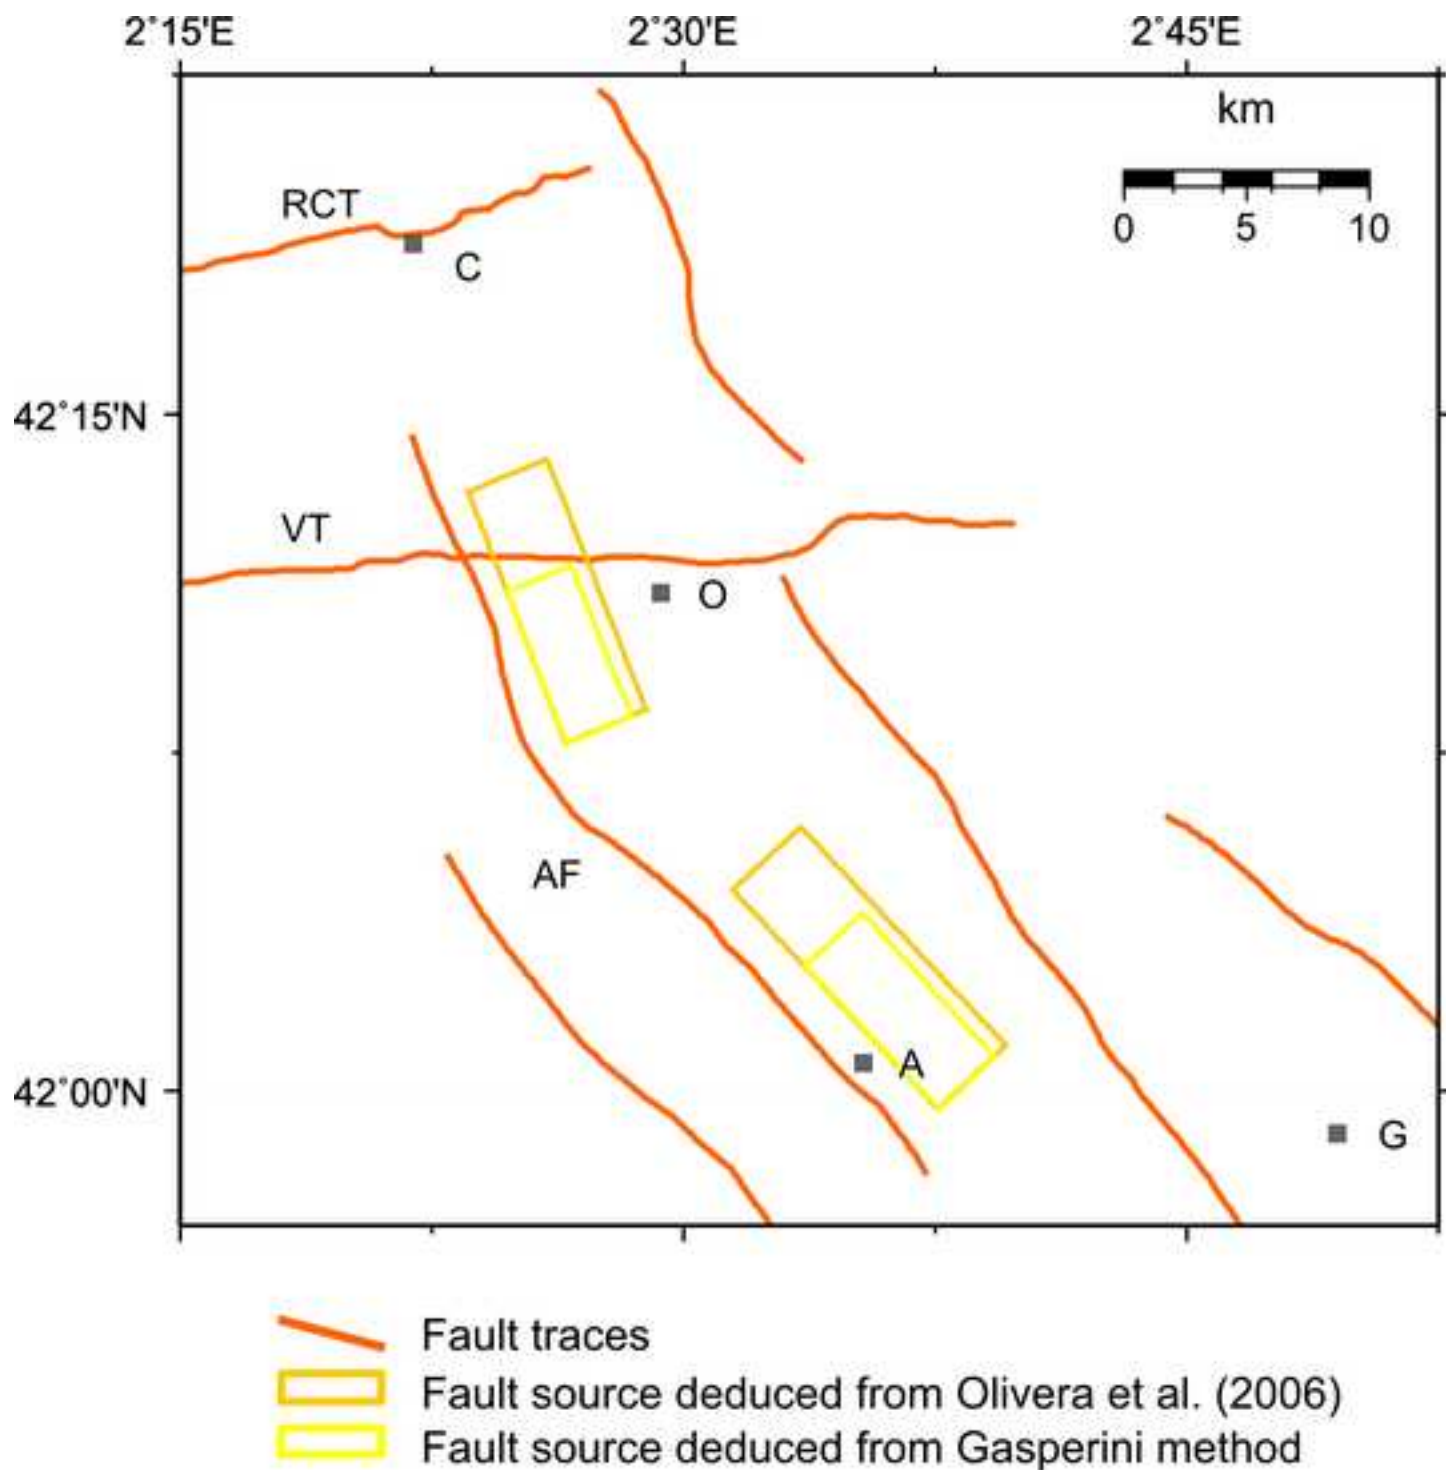 2°15'E 2°30'E 2°45'E
km
RCT
0 5 10
C
42°15'N
VT
O
AF
A
42°00'N
G
Fault traces
Fault source deduced from Olivera et al. (2006)
Fault source deduced from Gasperini method